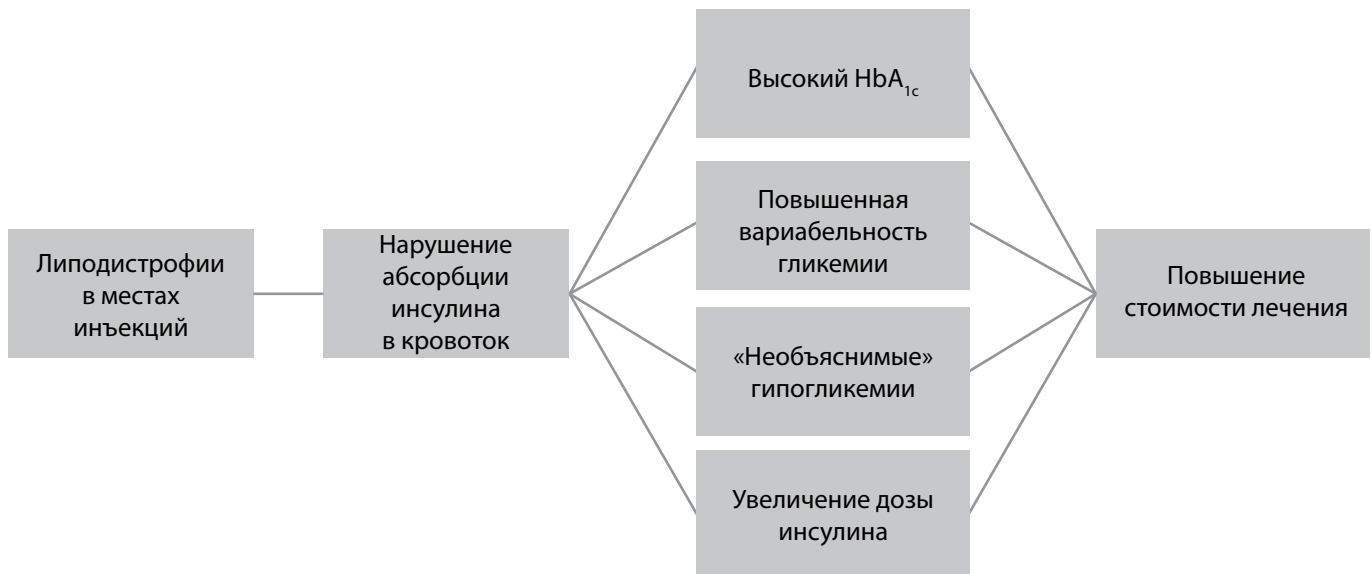 Липодистрофии
в местах
инъекций
Нарушение
абсорбции
инсулина
в кровоток
Высокий HbA1c
Повышенная
вариабельность
гликемии
«Необъяснимые»
гипогликемии
Увеличение дозы
инсулина
Повышение
стоимости лечения